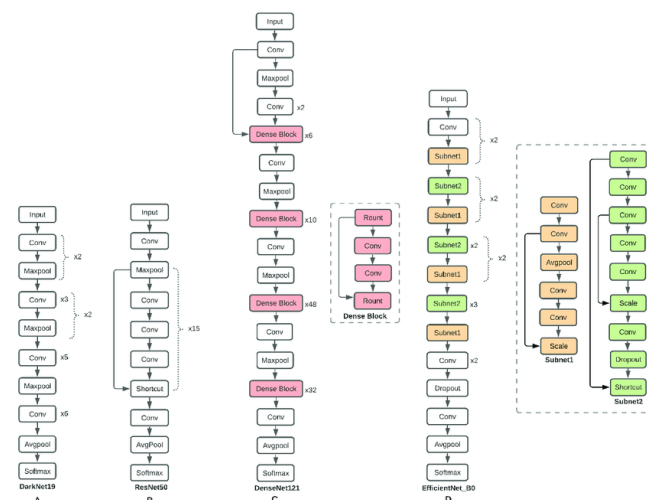 Input
Conv
Maxpool
x2
Conv
x3
Maxpool
x2
Conv
x5
Maxpool
Conv
x6
Avgpool
Softmax
DarkNet19
A
Input
Conv
Maxpool
Conv
Conv
Conv
Shortcut
x15
Conv
AvgPool
Softmax
ResNet50
B
Input
Conv
Maxpool
Conv
x2
Dense Block
x6
Conv
Maxpool
Dense Block
x10
Conv
Maxpool
Dense Block
x48
Conv
Maxpool
Dense Block
x32
Conv
Avgpool
Softmax
DenseNet121
C
Rount
Conv
Conv
Rount
Dense Block
Input
Conv
Subnet1
x2
Subnet2
Subnet1
x2
Subnet2
x2
Subnet1
x2
Subnet2
x3
Subnet1
Conv
x2
Dropout
Conv
Avgpool
Softmax
EfficientNet_B0
D
Conv
Conv
Avgpool
Conv
Conv
Scale
Subnet1
Conv
Conv
Conv
Conv
Conv
Scale
Conv
Dropout
Shortcut
Subnet2